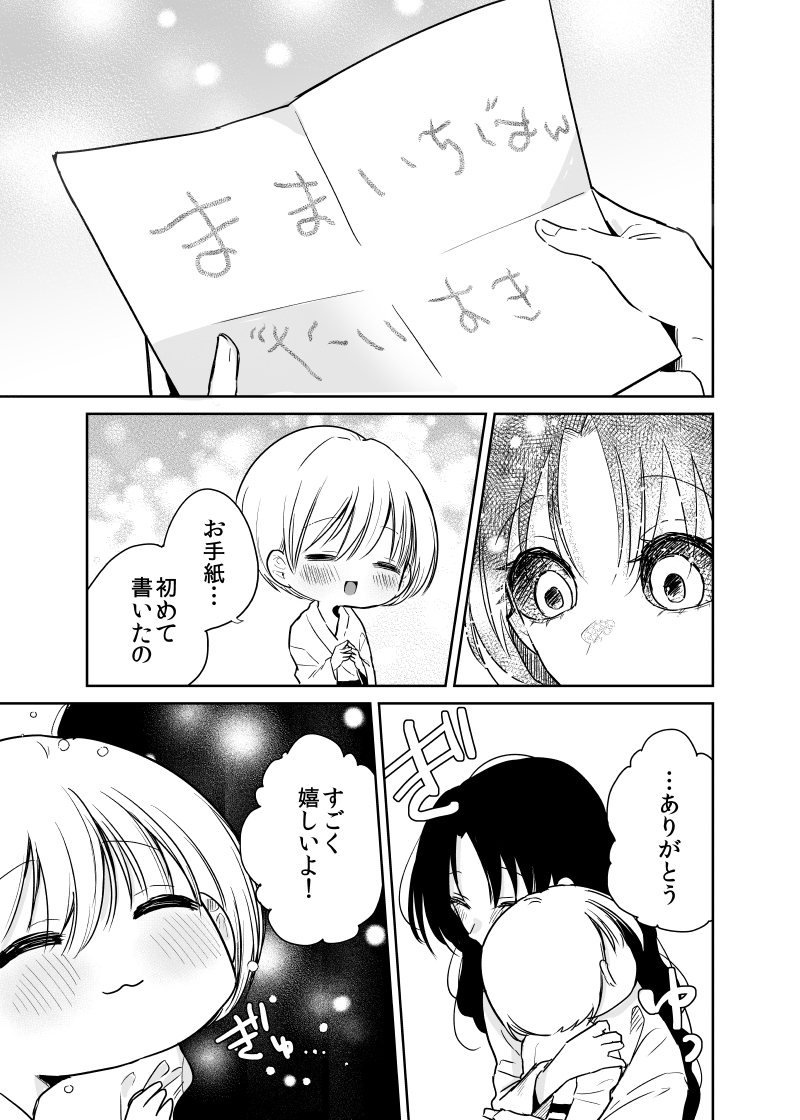 ままいちばん
だーいすき
お手紙…
初めて
書いたの
…ありがとう
ぎゅっ
すごく
嬉しいよ！
ぎゅ…